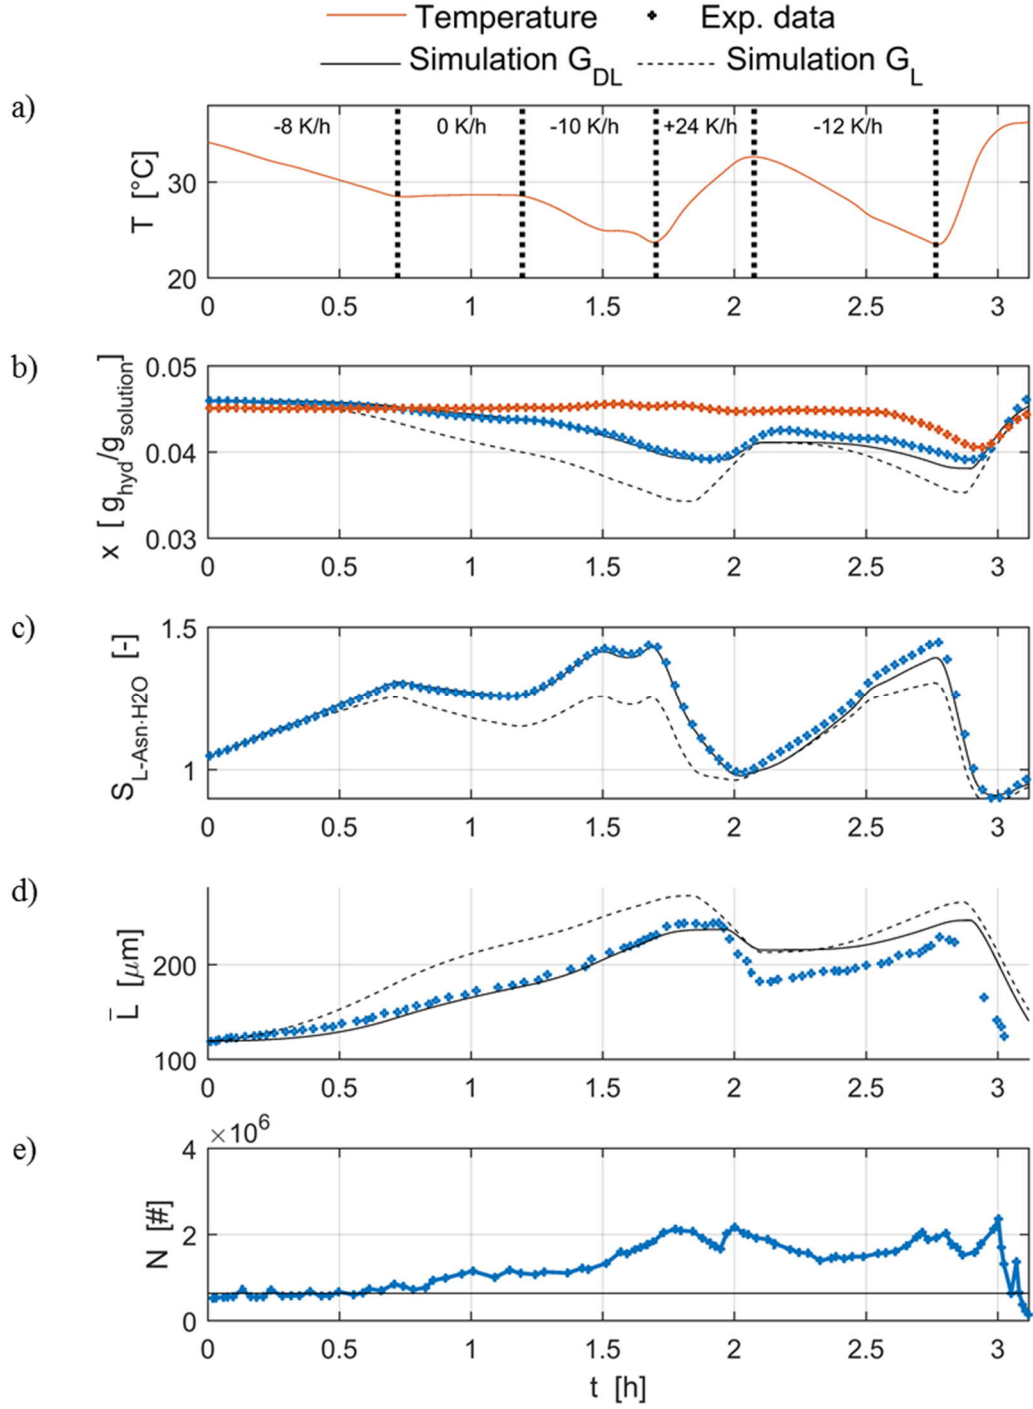 Temperature Exp. data
Simulation G_DL Simulation G_L
a)
-8 K/h 0 K/h -10 K/h +24 K/h -12 K/h
T [°C]
30
20
0 0.5 1 1.5 2 2.5 3
b)
x [ g_hyd/g_solution]
0.05
0.04
0.03
0 0.5 1 1.5 2 2.5 3
c)
S_L-Asn·H2O [-]
1.5
1
0 0.5 1 1.5 2 2.5 3
d)
L̄ [μm]
200
100
0 0.5 1 1.5 2 2.5 3
e)
×10^6
N [#]
4
2
0
0 0.5 1 1.5 2 2.5 3
t [h]